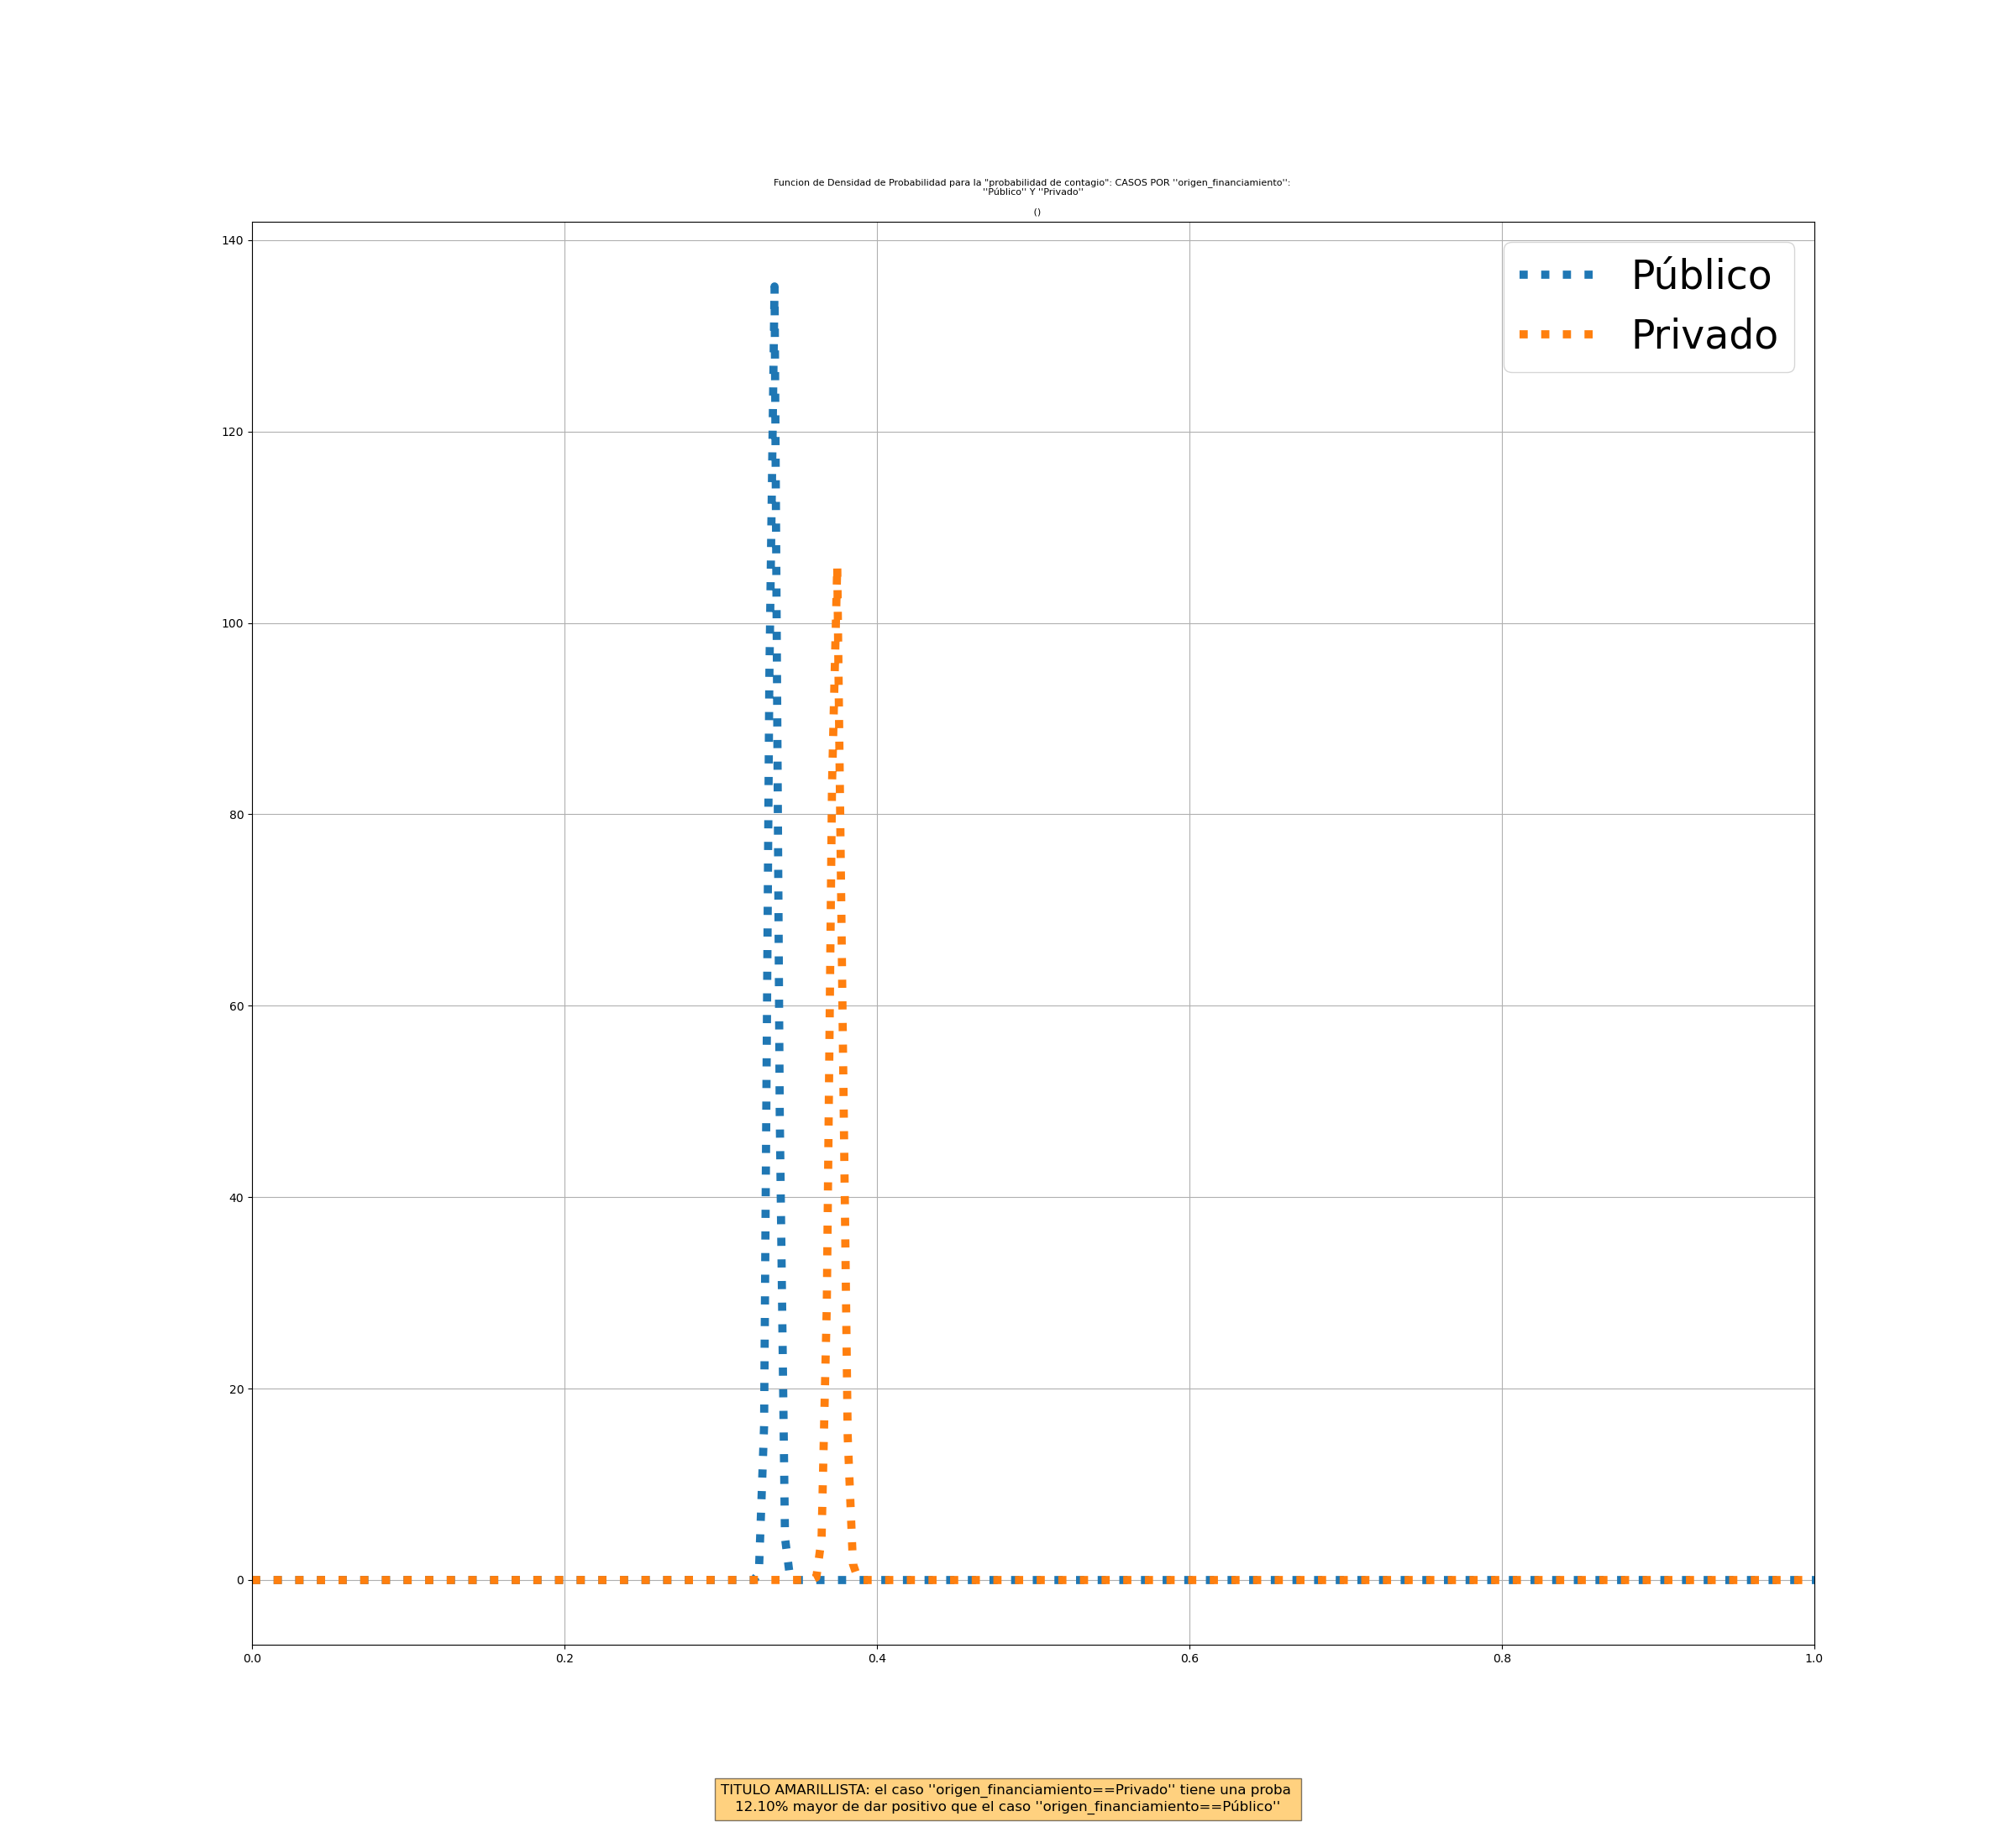 Funcion de Densidad de Probabilidad para la "probabilidad de contagio": CASOS POR ''origen_financiamiento'':
''Público'' Y ''Privado''
()
140
120
100
80
60
40
20
0
0.0 0.2 0.4 0.6 0.8 1.0
Público
Privado
TITULO AMARILLISTA: el caso ''origen_financiamiento==Privado'' tiene una proba
12.10% mayor de dar positivo que el caso ''origen_financiamiento==Público''